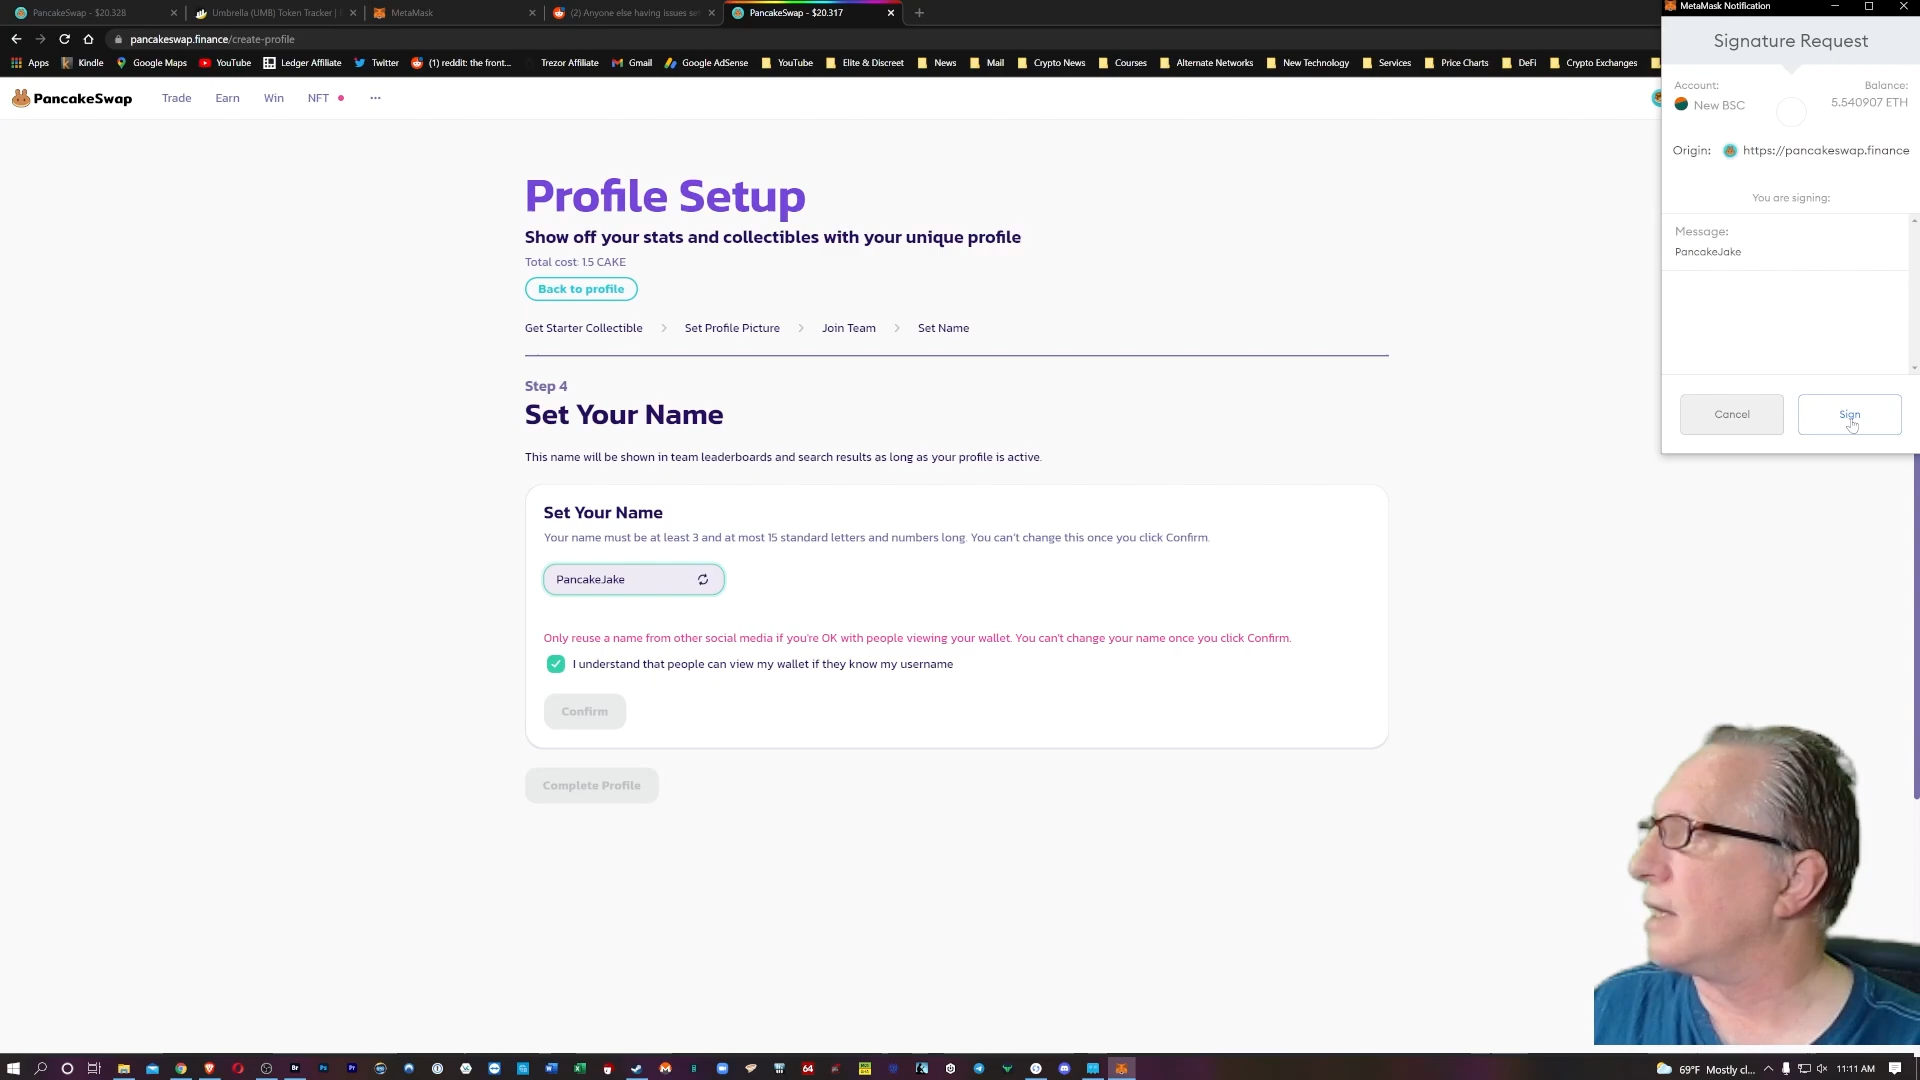 PancakeSwap - $20.328
Umbrella (UMB) Token Tracker |
MetaMask
(2) Anyone else having issues se
PancakeSwap - $20.317
MetaMask Notification
pancakeswap.finance/create-profile
Apps
Kindle
Google Maps
YouTube
Ledger Affiliate
Twitter
(1) reddit: the front...
Trezor Affiliate
Gmail
Google AdSense
YouTube
Elite & Discreet
News
Mail
Crypto News
Courses
Alternate Networks
New Technology
Services
Price Charts
DeFi
Crypto Exchanges
PancakeSwap
Trade
Earn
Win
NFT
Signature Request
Account:
New BSC
Balance:
5.540907 ETH
Origin:
https://pancakeswap.finance
You are signing:
Message:
PancakeJake
Cancel
Sign
Profile Setup
Show off your stats and collectibles with your unique profile
Total cost: 1.5 CAKE
Back to profile
Get Starter Collectible
Set Profile Picture
Join Team
Set Name
Step 4
Set Your Name
This name will be shown in team leaderboards and search results as long as your profile is active.
Set Your Name
Your name must be at least 3 and at most 15 standard letters and numbers long. You can't change this once you click Confirm.
PancakeJake
Only reuse a name from other social media if you're OK with people viewing your wallet. You can't change your name once you click Confirm.
I understand that people can view my wallet if they know my username
Confirm
Complete Profile
69°F Mostly cl...
11:11 AM